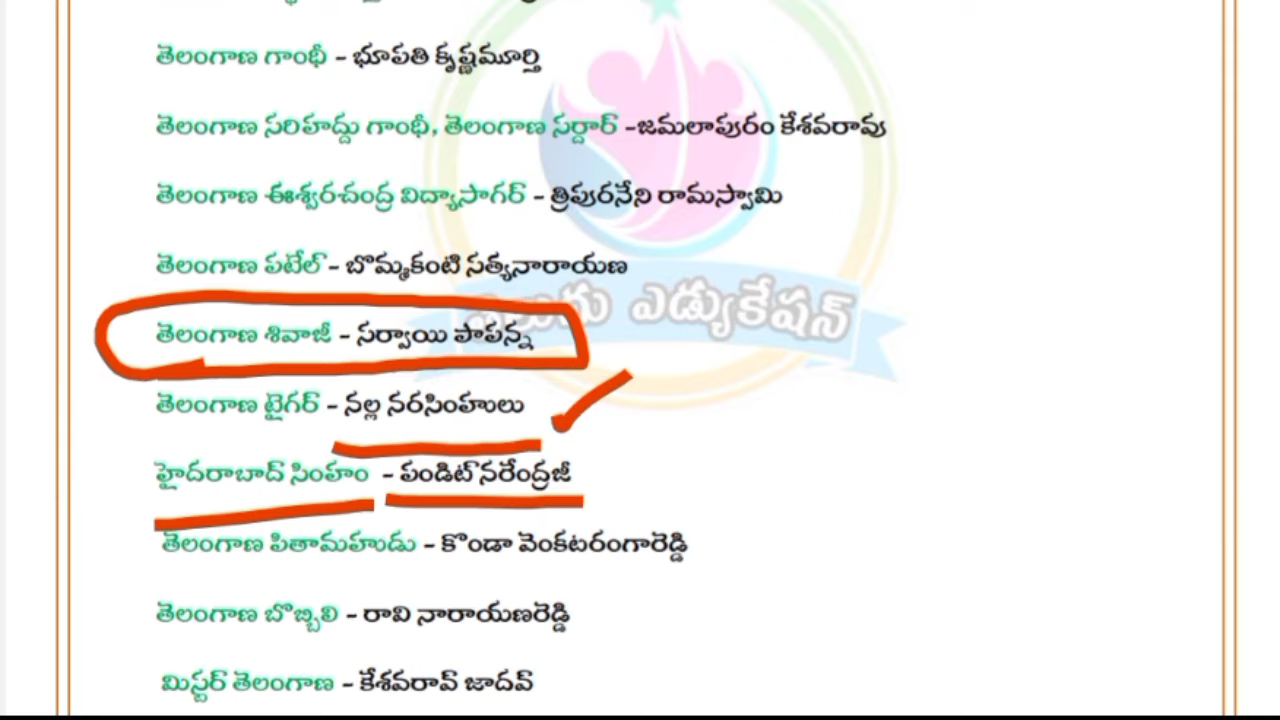 తెలంగాణ గాంధీ - భూపతి కృష్ణమూర్తి
తెలంగాణ సరిహద్దు గాంధీ, తెలంగాణ సర్దార్ -జమలాపురం కేశవరావు
తెలంగాణ ఈశ్వరచంద్ర విద్యాసాగర్ - త్రిపురనేని రామస్వామి
తెలంగాణ పటేల్ - బొమ్మకంటి సత్యనారాయణ
ఎడ్యుకేషన్
తెలంగాణ శివాజీ - సర్వాయి పాపన్న
తెలంగాణ టైగర్ - నల్ల నరసింహులు
హైదరాబాద్ సింహం - పండిట్ నరేంద్రజీ
తెలంగాణ పితామహుడు - కొండా వెంకటరంగారెడ్డి
తెలంగాణ బొబ్బిలి - రావి నారాయణరెడ్డి
మిస్టర్ తెలంగాణ - కేశవరావ్ జాదవ్